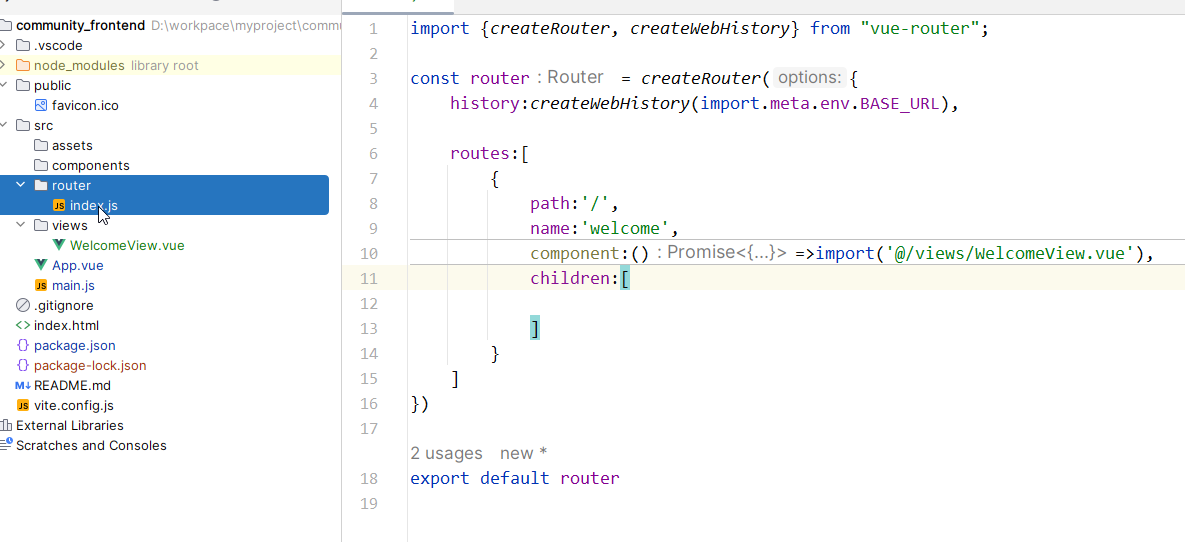 community_frontend D:\workpace\myproject\commu
.vscode
node_modules library root
public
favicon.ico
src
assets
components
router
JS index.js
views
WelcomeView.vue
App.vue
JS main.js
.gitignore
<> index.html
{} package.json
{} package-lock.json
M↓ README.md
JS vite.config.js
External Libraries
Scratches and Consoles
1 import {createRouter, createWebHistory} from "vue-router";
2
3 const router : Router = createRouter( options: {
4     history:createWebHistory(import.meta.env.BASE_URL),
5
6     routes:[
7         {
8             path:'/',
9             name:'welcome',
10             component:() : Promise<{...}> =>import('@/views/WelcomeView.vue'),
11             children:[
12
13             ]
14         }
15     ]
16 })
17
2 usages new *
18 export default router
19